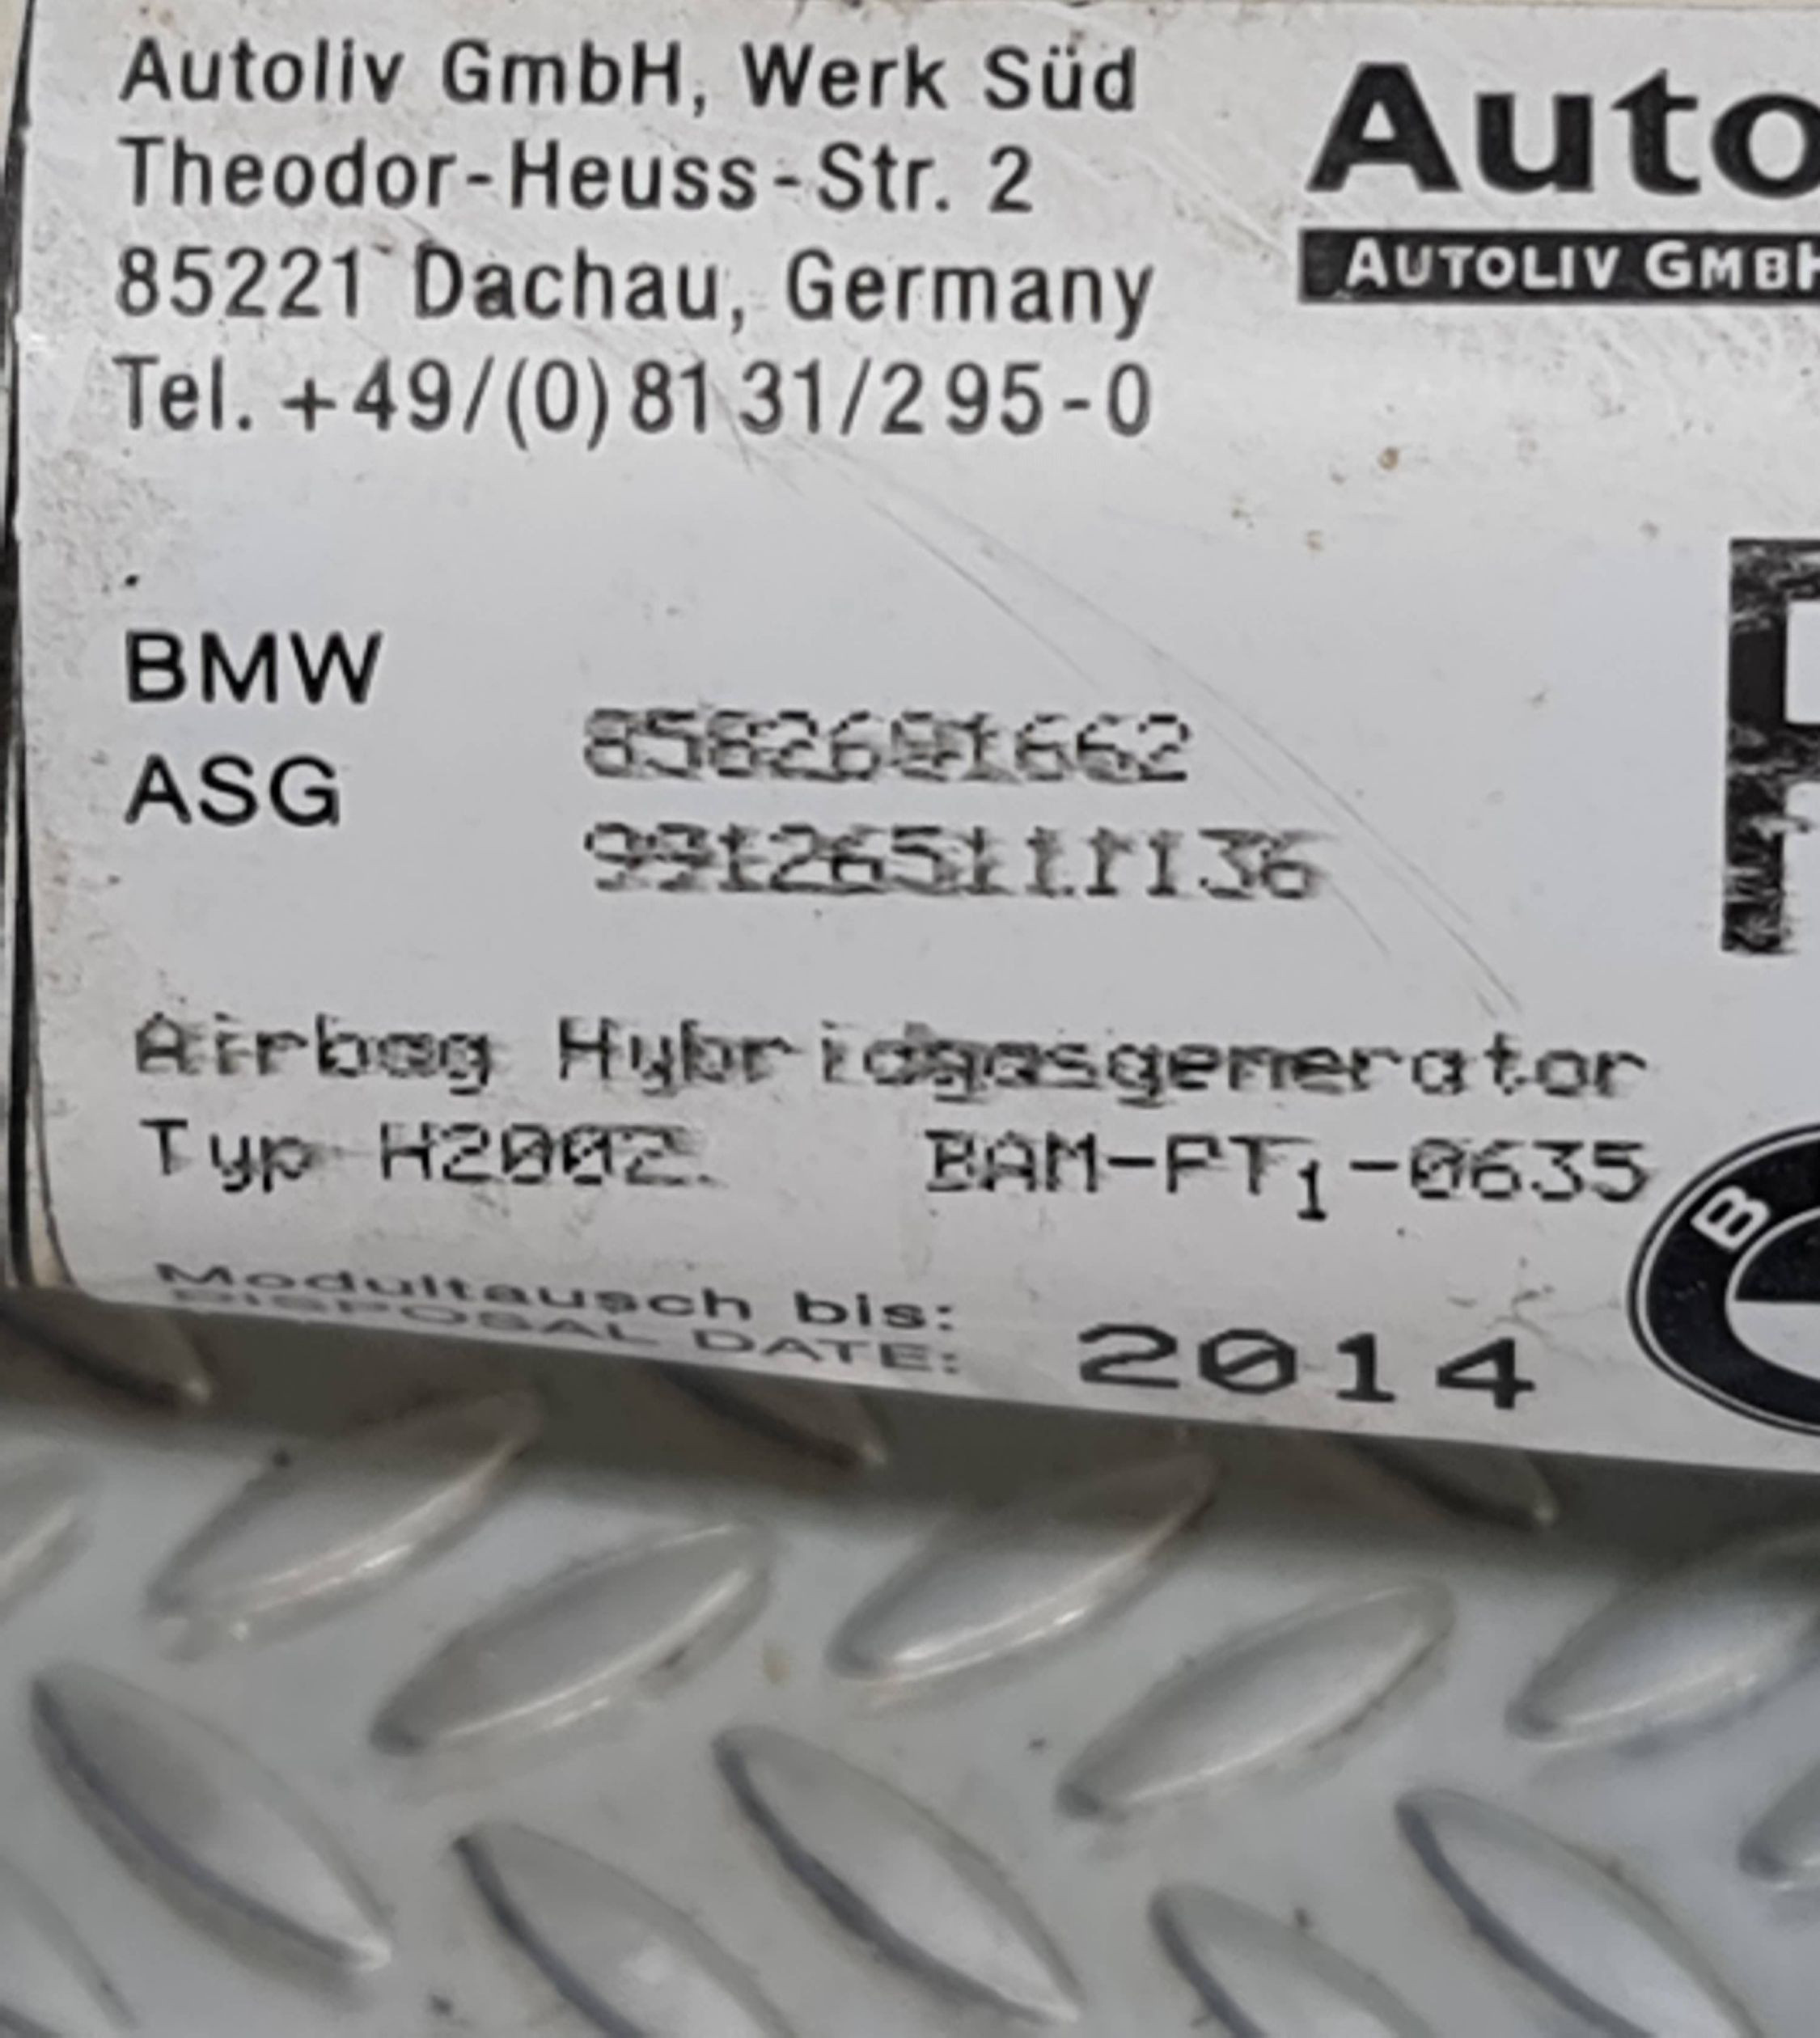 Autoliv GmbH, Werk Süd
Theodor-Heuss-Str. 2
85221 Dachau, Germany
Tel. +49/(0)8131/295-0
Auto
AUTOLIV GMBH
BMW
ASG
991265111136
Airbag Hybridgasgenerator
Typ H2002 BAM-PT1-0635
Modultausch bis:
DISPOSAL DATE:
2014
B